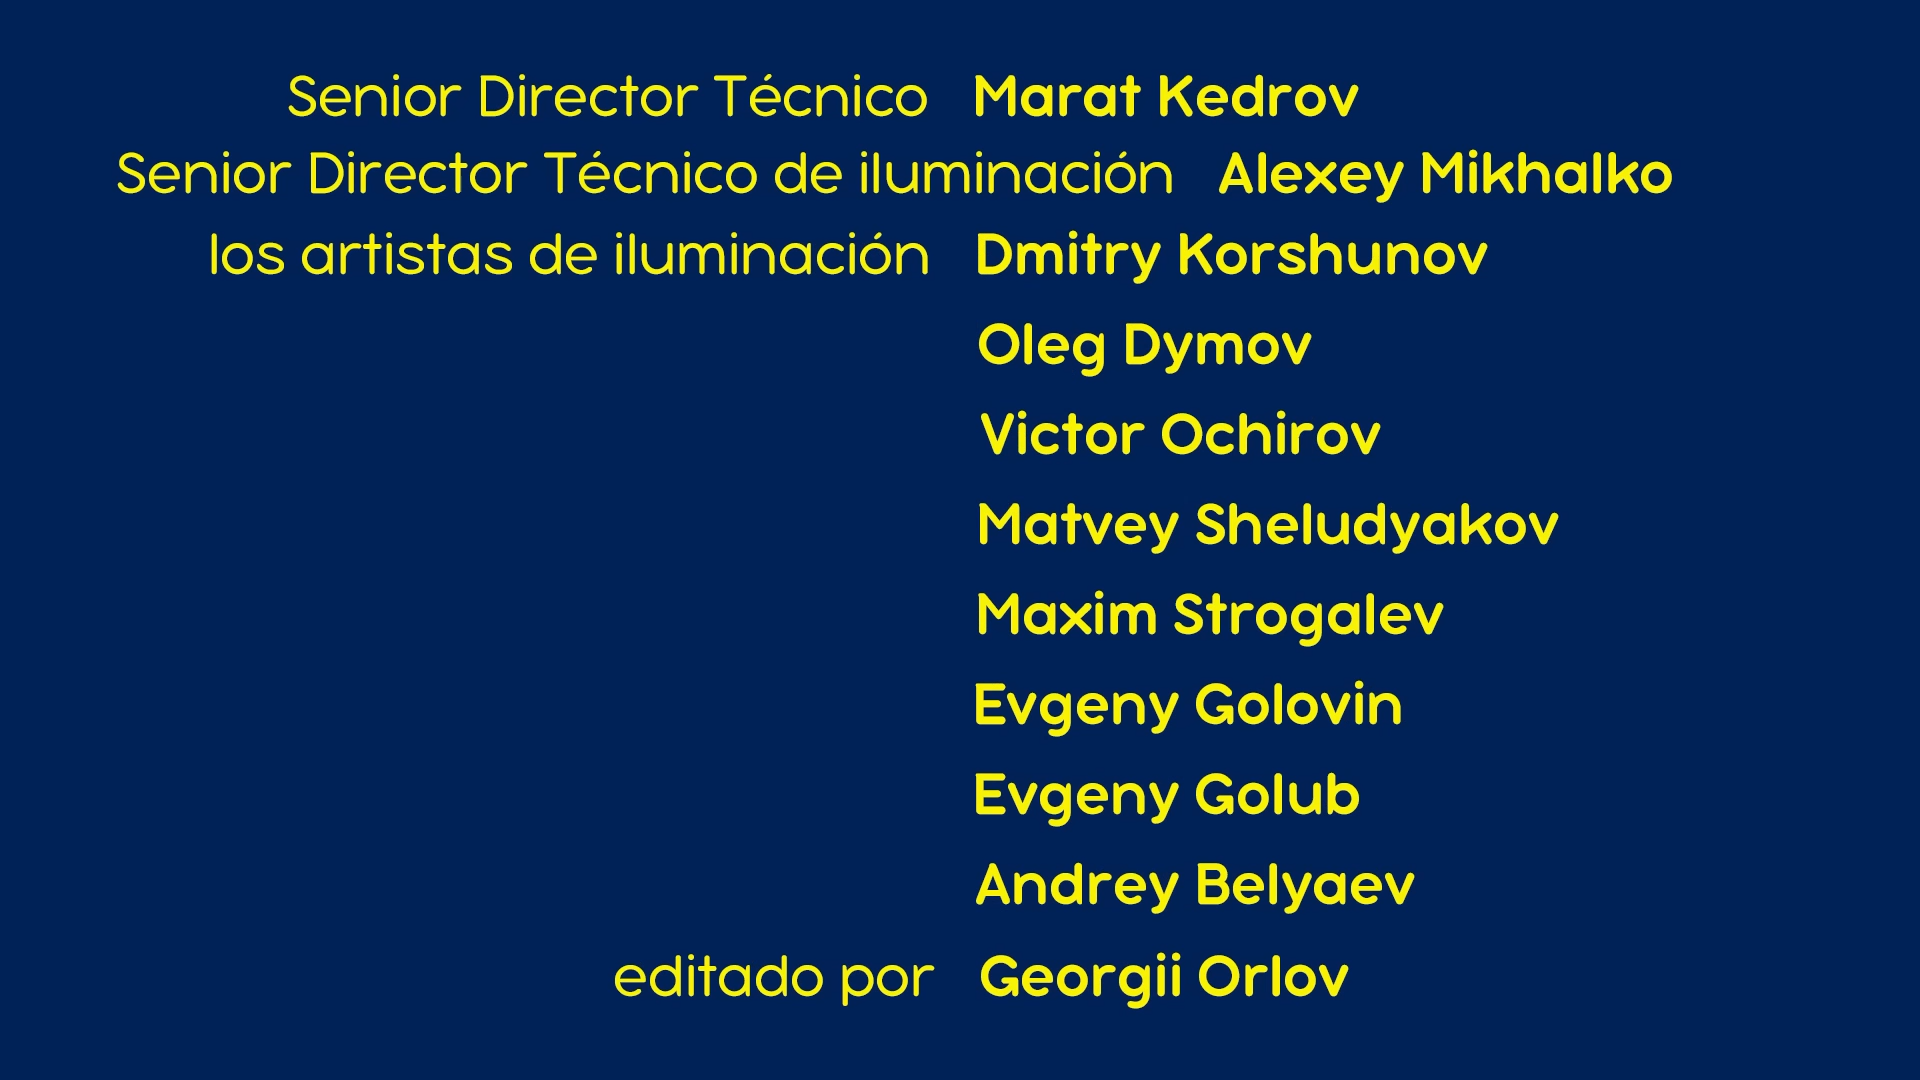 Senior Director Técnico Marat Kedrov
Senior Director Técnico de iluminación Alexey Mikhalko
los artistas de iluminación Dmitry Korshunov
Oleg Dymov
Victor Ochirov
Matvey Sheludyakov
Maxim Strogalev
Evgeny Golovin
Evgeny Golub
Andrey Belyaev
editado por Georgii Orlov